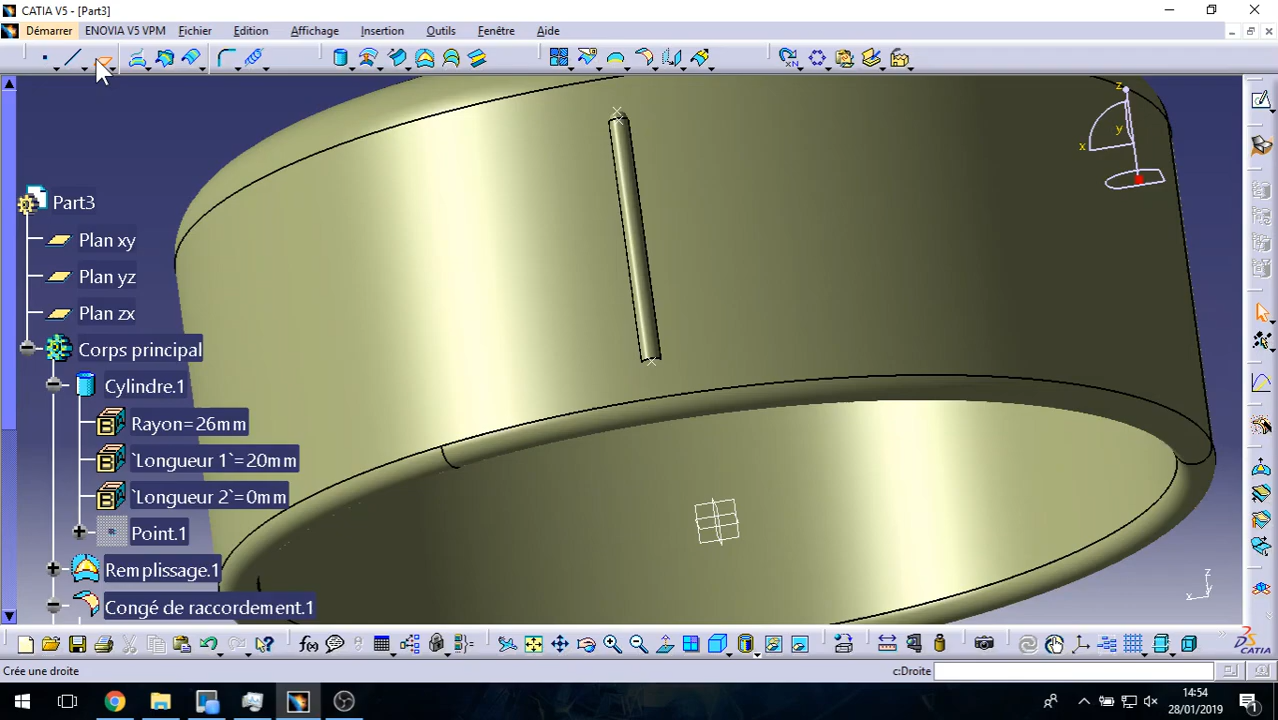 CATIA V5 - [Part3]
Démarrer ENOVIA V5 VPM Fichier Edition Affichage Insertion Outils Fenêtre Aide
z
y
x
Part3
Plan xy
Plan yz
Plan zx
Corps principal
Cylindre.1
Rayon=26mm
`Longueur 1`=20mm
`Longueur 2`=0mm
Point.1
Remplissage.1
Congé de raccordement.1
z
y
x
f(x)
CATIA
Crée une droite c:Droite
14:54
28/01/2019